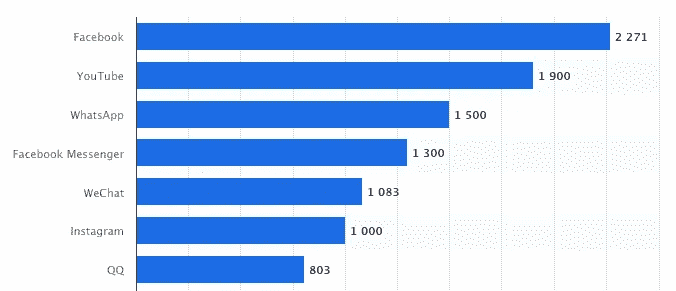 Facebook 2 271
YouTube 1 900
WhatsApp 1 500
Facebook Messenger 1 300
WeChat 1 083
Instagram 1 000
QQ 803